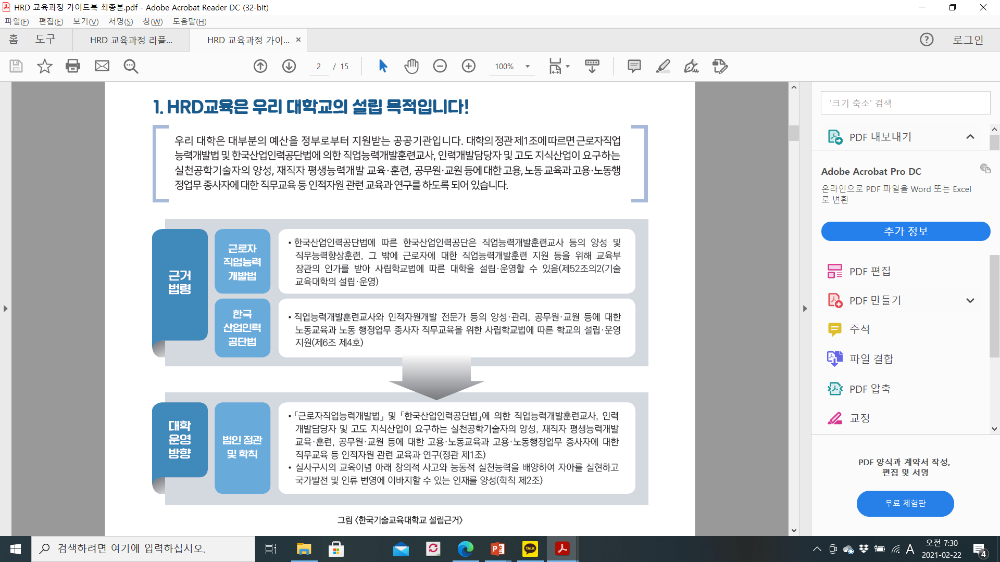 HRD 교육과정 가이드북 최종본.pdf - Adobe Acrobat Reader DC (32-bit)
파일(F) 편집(E) 보기(V) 서명(S) 창(W) 도움말(H)
홈 도구 HRD 교육과정 리플... HRD 교육과정 가이... × ? 로그인
2 / 15 100%
1. HRD교육은 우리 대학교의 설립 목적입니다!
우리 대학은 대부분의 예산을 정부로부터 지원받는 공공기관입니다. 대학의 정관 제1조에 따르면 근로자직업
능력개발법 및 한국산업인력공단법에 의한 직업능력개발훈련교사, 인력개발담당자 및 고도 지식산업이 요구하는
실천공학기술자의 양성, 재직자 평생능력개발 교육·훈련, 공무원·교원 등에 대한 고용, 노동 교육과 고용·노동행
정업무 종사자에 대한 직무교육 등 인적자원 관련 교육과 연구를 하도록 되어 있습니다.
근거
법령
근로자
직업능력
개발법
• 한국산업인력공단법에 따른 한국산업인력공단은 직업능력개발훈련교사 등의 양성 및
직무능력향상훈련, 그 밖에 근로자에 대한 직업능력개발훈련 지원 등을 위해 교육부
장관의 인가를 받아 사립학교법에 따른 대학을 설립·운영할 수 있음(제52조의2(기술
교육대학의 설립·운영)
한국
산업인력
공단법
• 직업능력개발훈련교사와 인적자원개발 전문가 등의 양성·관리, 공무원·교원 등에 대한
노동교육과 노동 행정업무 종사자 직무교육을 위한 사립학교법에 따른 학교의 설립·운영
지원(제6조 제4호)
대학
운영
방향
법인 정관
및 학칙
• 「근로자직업능력개발법」 및 「한국산업인력공단법」에 의한 직업능력개발훈련교사, 인력
개발담당자 및 고도 지식산업이 요구하는 실천공학기술자의 양성, 재직자 평생능력개발
교육·훈련, 공무원·교원 등에 대한 고용·노동교육과 고용·노동행정업무 종사자에 대한
직무교육 등 인적자원 관련 교육과 연구(정관 제1조)
• 실사구시의 교육이념 아래 창의적 사고와 능동적 실천능력을 배양하여 자아를 실현하고
국가발전 및 인류 번영에 이바지할 수 있는 인재를 양성(학칙 제2조)
그림 〈한국기술교육대학교 설립근거〉
'크기 축소' 검색
PDF 내보내기
Adobe Acrobat Pro DC
온라인으로 PDF 파일을 Word 또는 Excel
로 변환
추가 정보
PDF 편집
PDF 만들기
주석
파일 결합
PDF 압축
교정
PDF 양식과 계약서 작성,
편집 및 서명
무료 체험판
검색하려면 여기에 입력하십시오.
TALK
A
오전 7:30
2021-02-22
4